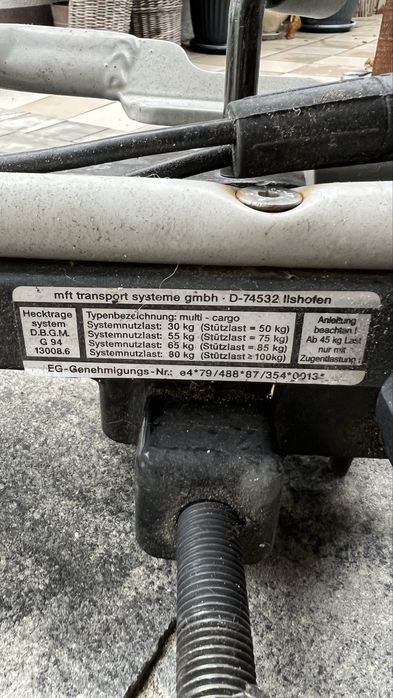 mft transport systeme gmbh · D-74532 Ilshofen
Hecktrage
system
D.B.G.M.
G 94
13008.6
Typenbezeichnung: multi - cargo
Systemnutzlast: 30 kg (Stützlast = 50 kg)
Systemnutzlast: 55 kg (Stützlast = 75 kg)
Systemnutzlast: 65 kg (Stützlast = 85 kg)
Systemnutzlast: 80 kg (Stützlast ≥ 100kg)
Anleitung
beachten !
Ab 45 kg Last
nur mit
Zugentlastung !
EG-Genehmigungs-Nr.: e4*79/488*87/354*0013*